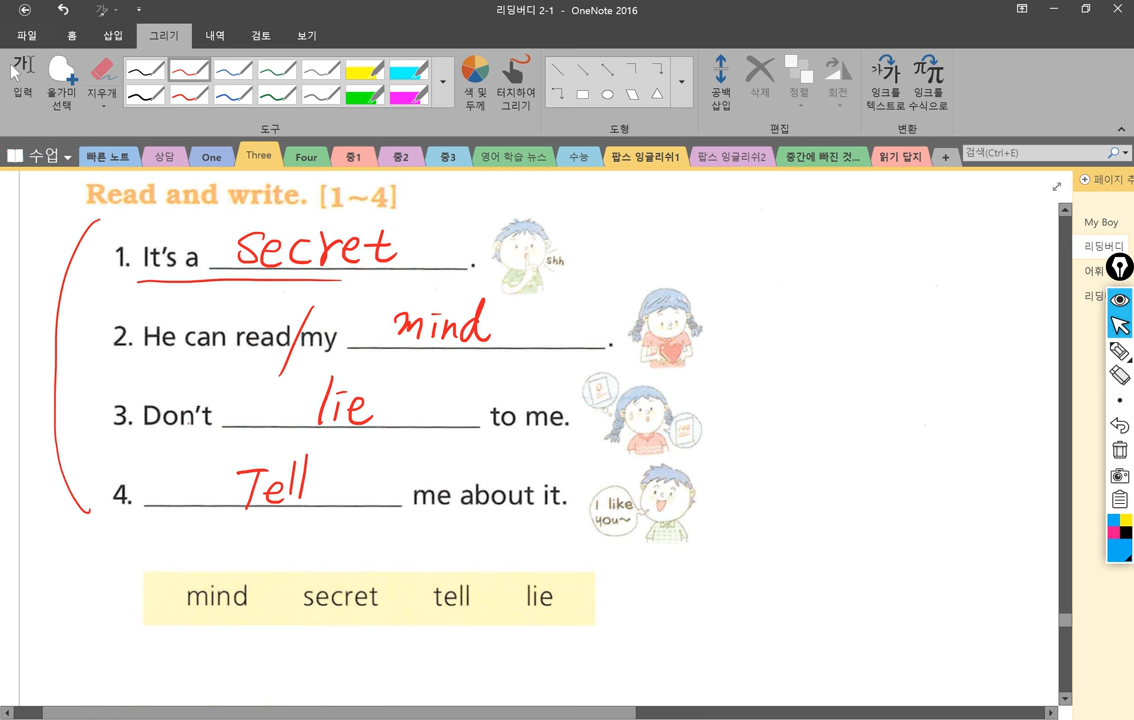 리딩버디 2-1 - OneNote 2016
파일 홈 삽입 그리기 내역 검토 보기
입력 올가미 선택 지우개 색 및 두께 터치하여 그리기 공백 삽입 삭제 정렬 회전 잉크를 텍스트로 잉크를 수식으로
도구 도형 편집 변환
수업 빠른 노트 상담 One Three Four 중1 중2 중3 영어 학습 뉴스 수능 팝스 잉글리쉬1 팝스 잉글리쉬2 중간에 빠진 것... 읽기 답지 + 검색(Ctrl+E)
페이지 추
My Boy
리딩버디
어휘
리딩
Read and write. [1~4]
1. It's a secret.
shh
2. He can read/my mind.
3. Don't lie to me.
4. Tell me about it.
I like you~
mind secret tell lie